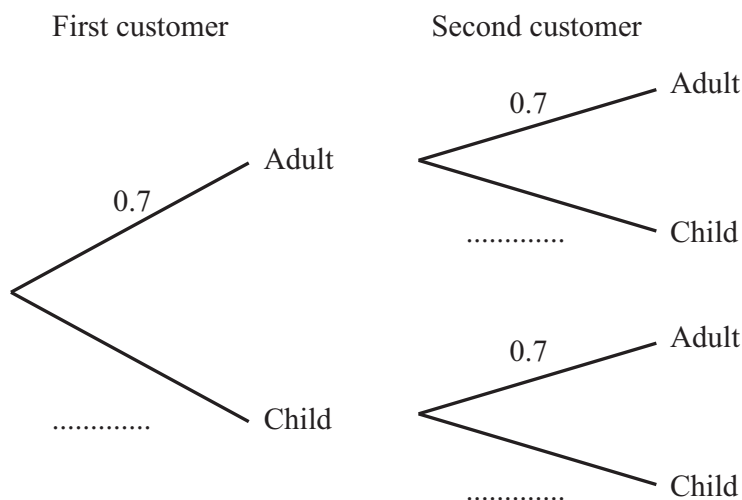 First customer
Second customer
0.7
Adult
.............
Child
0.7
Adult
.............
Child
0.7
Adult
.............
Child